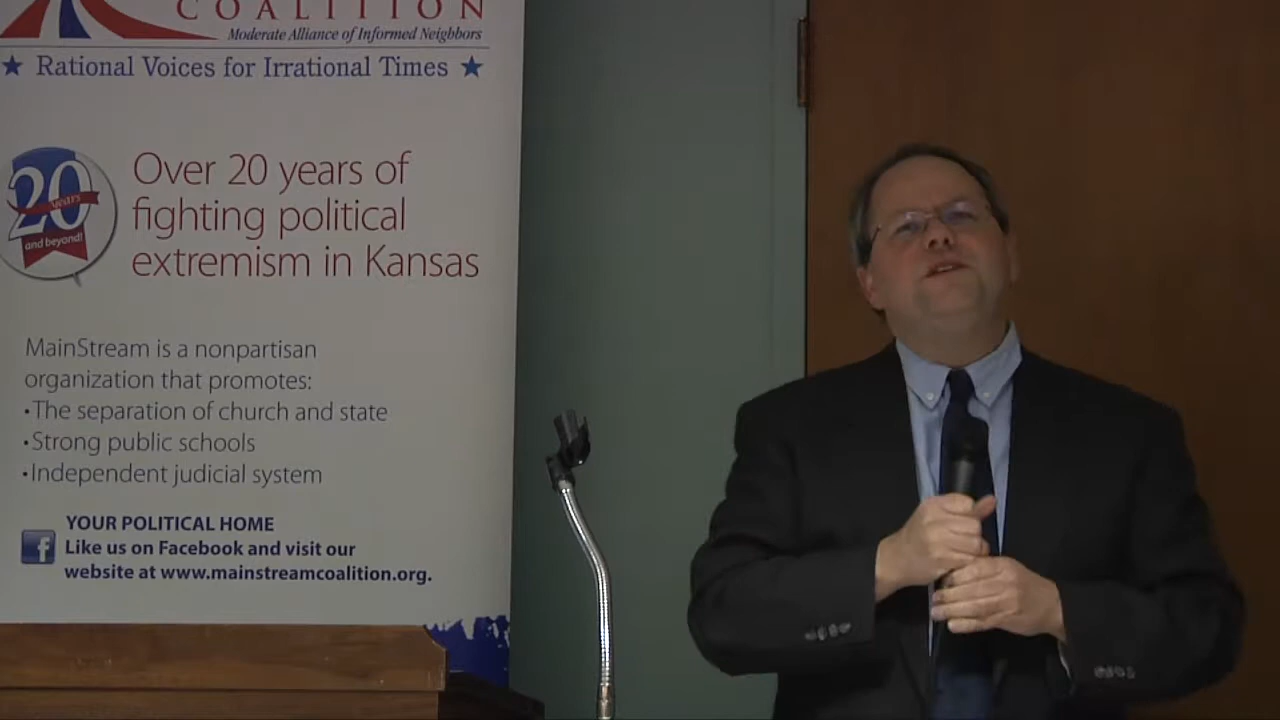 COALITION
Moderate Alliance of Informed Neighbors
Rational Voices for Irrational Times
20
years
and beyond!
Over 20 years of
fighting political
extremism in Kansas
MainStream is a nonpartisan
organization that promotes:
•The separation of church and state
•Strong public schools
•Independent judicial system
f
YOUR POLITICAL HOME
Like us on Facebook and visit our
website at www.mainstreamcoalition.org.